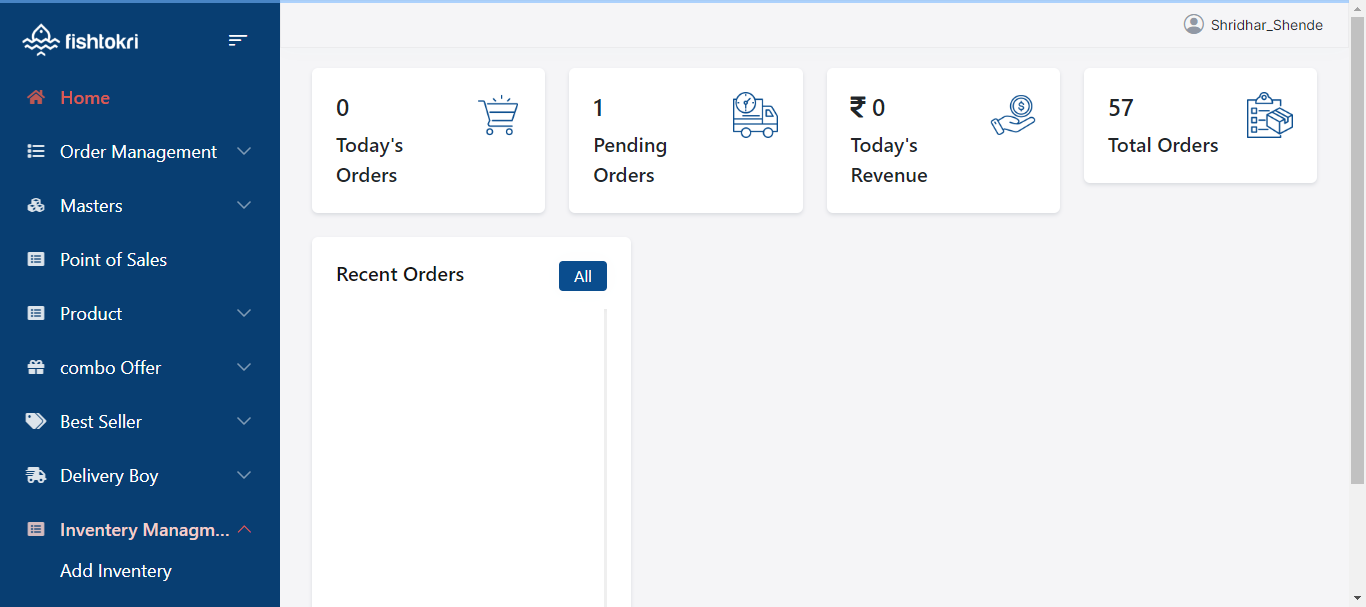 fishtokri
Shridhar_Shende
Home
Order Management
Masters
Point of Sales
Product
combo Offer
Best Seller
Delivery Boy
Inventery Managm...
Add Inventory
0
Today's
Orders
1
Pending
Orders
₹ 0
Today's
Revenue
57
Total Orders
Recent Orders
All